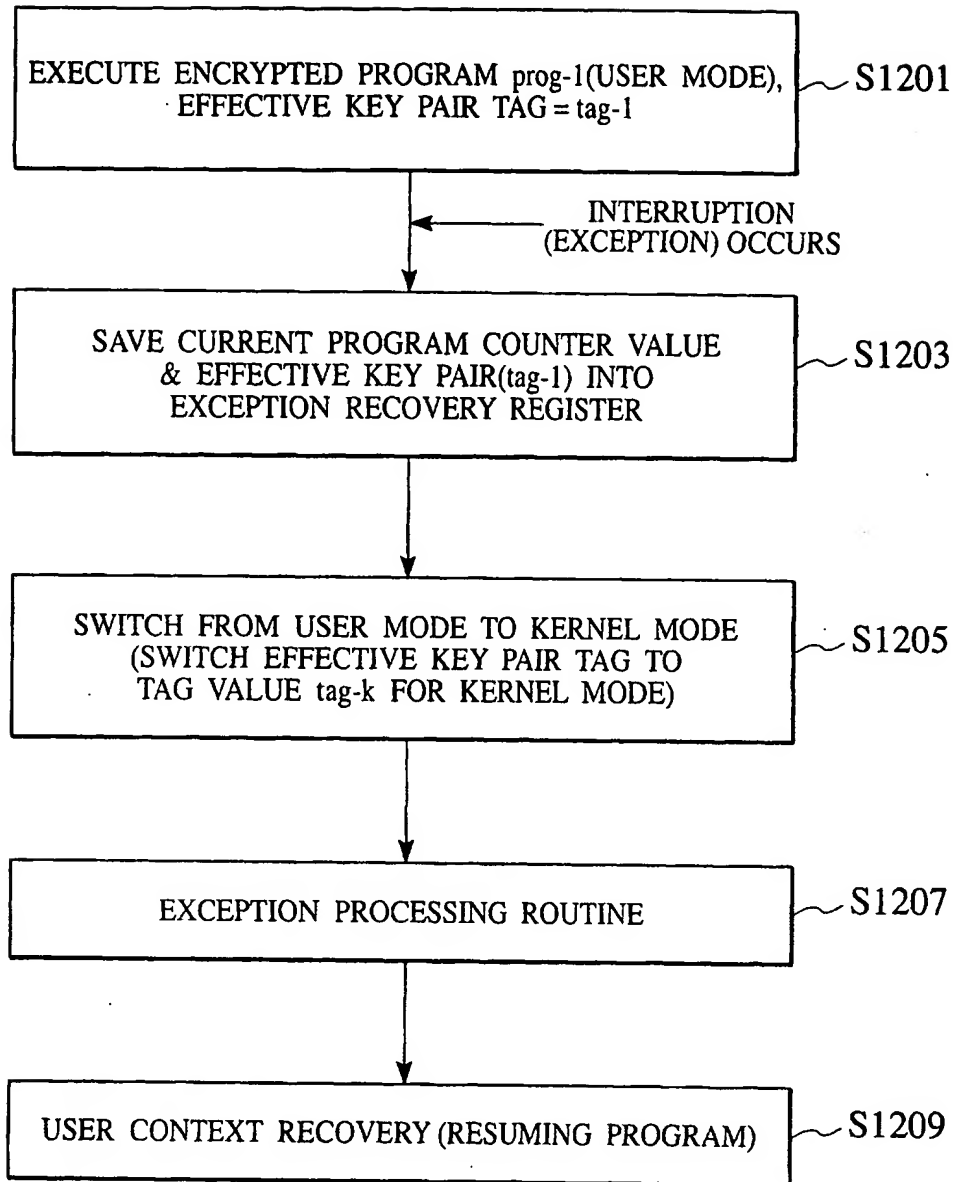 EXECUTE ENCRYPTED PROGRAM prog-1(USER MODE),
EFFECTIVE KEY PAIR TAG = tag-1
S1201
INTERRUPTION
(EXCEPTION) OCCURS
SAVE CURRENT PROGRAM COUNTER VALUE
& EFFECTIVE KEY PAIR(tag-1) INTO
EXCEPTION RECOVERY REGISTER
S1203
SWITCH FROM USER MODE TO KERNEL MODE
(SWITCH EFFECTIVE KEY PAIR TAG TO
TAG VALUE tag-k FOR KERNEL MODE)
S1205
EXCEPTION PROCESSING ROUTINE
S1207
USER CONTEXT RECOVERY (RESUMING PROGRAM)
S1209